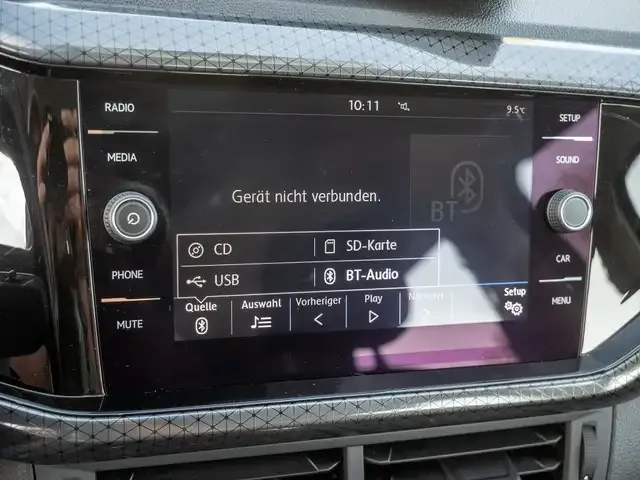 RADIO
MEDIA
PHONE
MUTE
10:11
9.5°C
Gerät nicht verbunden.
BT
CD
SD-Karte
USB
BT-Audio
Quelle
Auswahl
Vorheriger
Play
Nächster
Setup
SETUP
SOUND
CAR
MENU